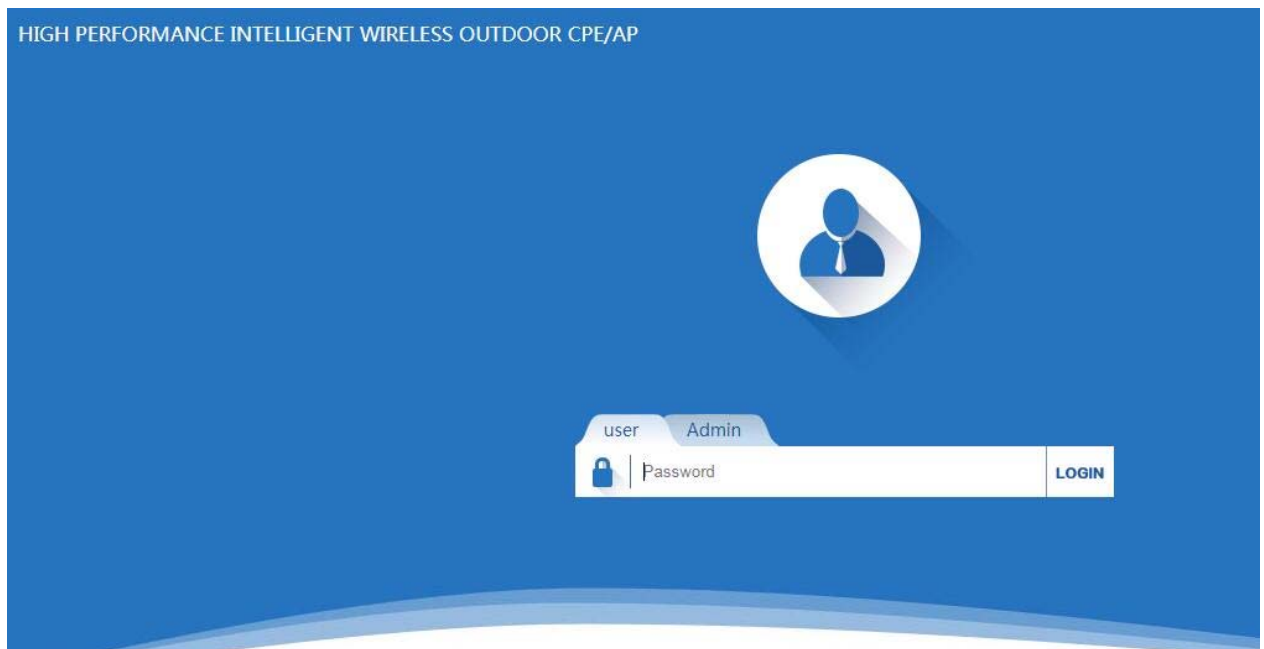 HIGH PERFORMANCE INTELLIGENT WIRELESS OUTDOOR CPE/AP
user Admin
Password LOGIN